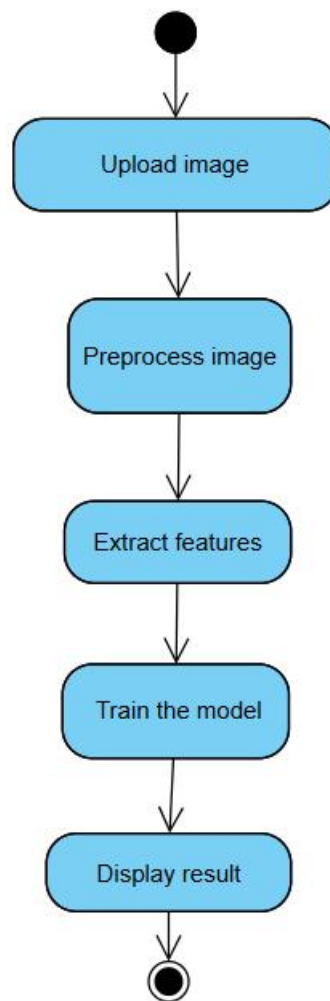 Upload image
Preprocess image
Extract features
Train the model
Display result